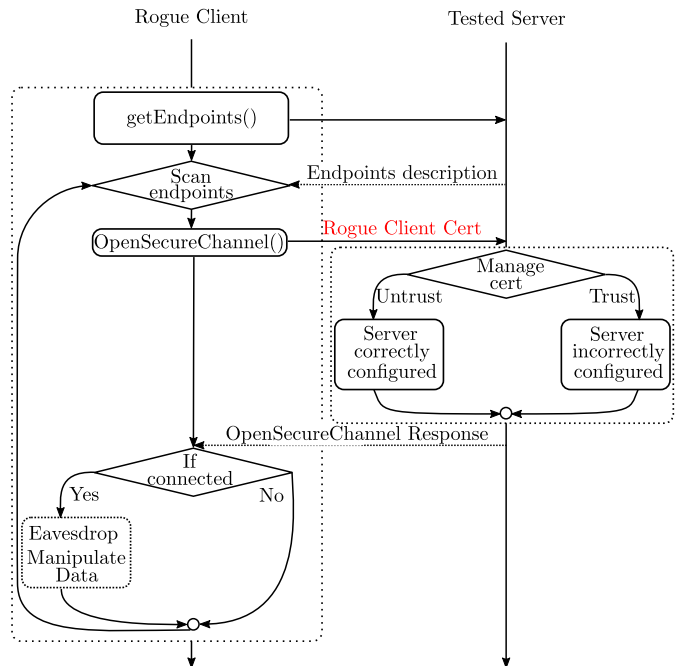 Rogue Client
Tested Server
getEndpoints()
Scan
endpoints
Endpoints description
OpenSecureChannel()
Rogue Client Cert
Manage
cert
Untrust
Trust
Server
correctly
configured
Server
incorrectly
configured
OpenSecureChannel Response
If
connected
Yes
No
Eavesdrop
Manipulate
Data